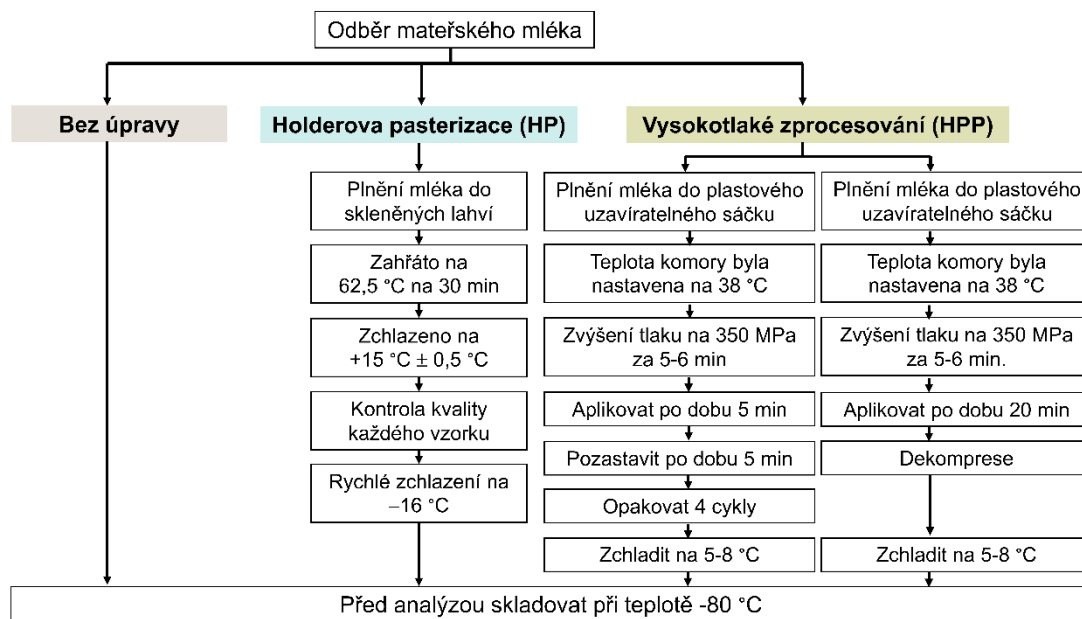 Odběr mateřského mléka
Bez úpravy
Holderova pasterizace (HP)
Vysokotlaké zprocesování (HPP)
Plnění mléka do
skleněných lahví
Zahřáto na
62,5 °C na 30 min
Zchlazeno na
+15 °C ± 0,5 °C
Kontrola kvality
každého vzorku
Rychlé zchlazení na
−16 °C
Plnění mléka do plastového
uzavíratelného sáčku
Teplota komory byla
nastavena na 38 °C
Zvýšení tlaku na 350 MPa
za 5-6 min
Aplikovat po dobu 5 min
Pozastavit po dobu 5 min
Opakovat 4 cykly
Zchladit na 5-8 °C
Plnění mléka do plastového
uzavíratelného sáčku
Teplota komory byla
nastavena na 38 °C
Zvýšení tlaku na 350 MPa
za 5-6 min.
Aplikovat po dobu 20 min
Dekomprese
Zchladit na 5-8 °C
Před analýzou skladovat při teplotě -80 °C